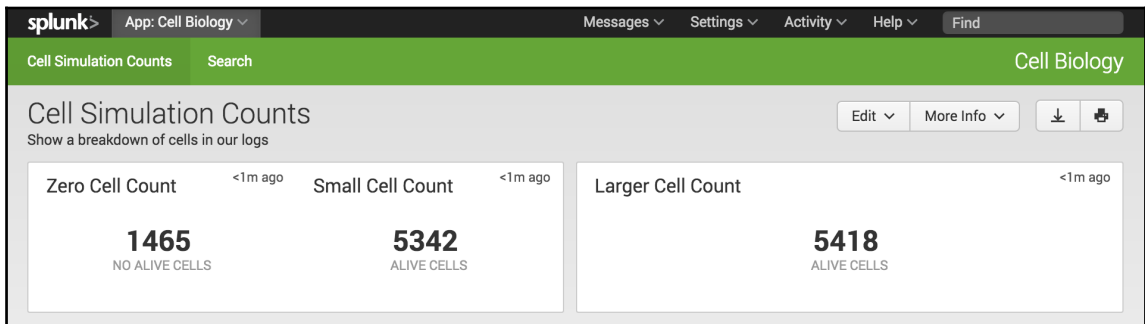 splunk> App: Cell Biology Messages Settings Activity Help Find
Cell Simulation Counts Search Cell Biology
Cell Simulation Counts
Edit More Info
Show a breakdown of cells in our logs
Zero Cell Count <1m ago Small Cell Count <1m ago Larger Cell Count <1m ago
1465 5342 5418
NO ALIVE CELLS ALIVE CELLS ALIVE CELLS